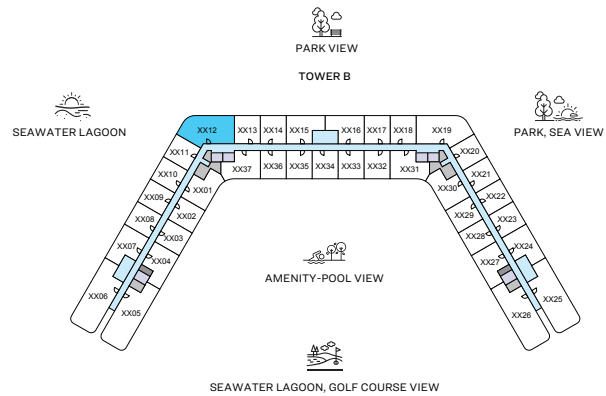 PARK VIEW
TOWER B
SEAWATER LAGOON
PARK, SEA VIEW
XX12
XX13
XX14
XX15
XX16
XX17
XX18
XX19
XX11
XX20
XX10
XX01
XX37
XX36
XX35
XX34
XX33
XX32
XX31
XX30
XX21
XX09
XX02
XX29
XX22
XX08
XX03
XX28
XX23
XX07
XX04
XX27
XX24
XX06
XX05
XX26
XX25
AMENITY-POOL VIEW
SEAWATER LAGOON, GOLF COURSE VIEW